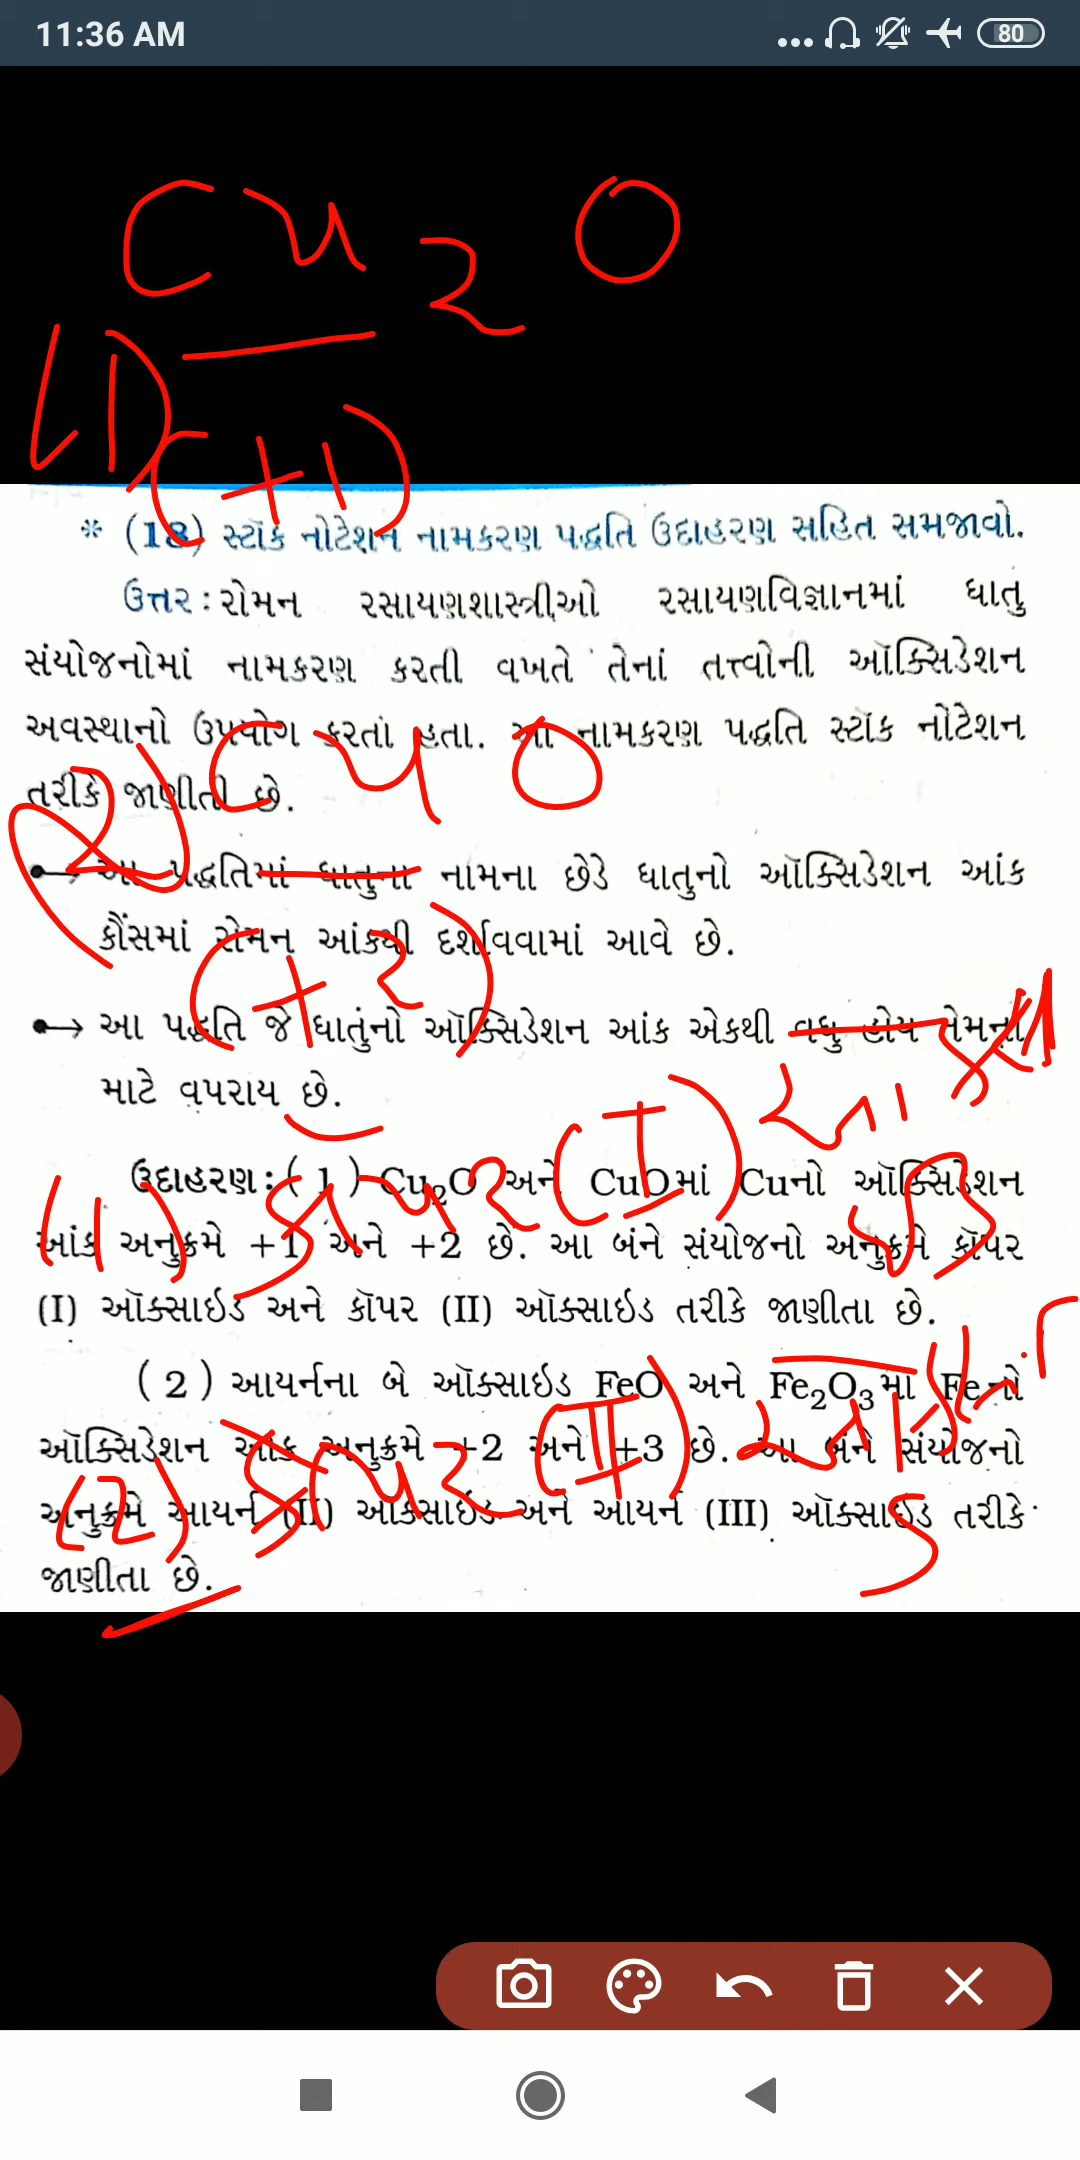 11:36 AM
80
Cu2O
(1) (+1)
* (18) સ્ટૉક નોટેશન નામકરણ પદ્ધતિ ઉદાહરણ સહિત સમજાવો.
ઉત્તર : રોમન રસાયણશાસ્ત્રીઓ રસાયણવિજ્ઞાનમાં ધાતુ
સંયોજનોમાં નામકરણ કરતી વખતે તેનાં તત્ત્વોની ઑક્સિડેશન
અવસ્થાનો ઉપયોગ કરતાં હતા. આ નામકરણ પદ્ધતિ સ્ટૉક નોટેશન
તરીકે જાણીતી છે.
(2) CuO
→ આ પદ્ધતિમાં ધાતુના નામના છેડે ધાતુનો ઑક્સિડેશન આંક
કૌંસમાં રોમન આંકથી દર્શાવવામાં આવે છે.
(+2)
→ આ પદ્ધતિ જે ધાતુંનો ઑક્સિડેશન આંક એકથી વધુ હોય તેમના
માટે વપરાય છે.
ઉદાહરણ : (1) Cu₂O અને CuOમાં Cuનો ઑક્સિડેશન
આંક અનુક્રમે +1 અને +2 છે. આ બંને સંયોજનો અનુક્રમે કૉપર
(1) કોપર (I)
(I) ઑક્સાઇડ અને કૉપર (II) ઑક્સાઇડ તરીકે જાણીતા છે.
(2) આયર્નના બે ઑક્સાઇડ FeO અને Fe₂O₃માં Feનો
ઑક્સિડેશન આંક અનુક્રમે +2 અને +3 છે. આ બંને સંયોજનો
(2) કોપર (II)
અનુક્રમે આયર્ન (II) ઑક્સાઇડ અને આયર્ન (III) ઑક્સાઇડ તરીકે
જાણીતા છે.